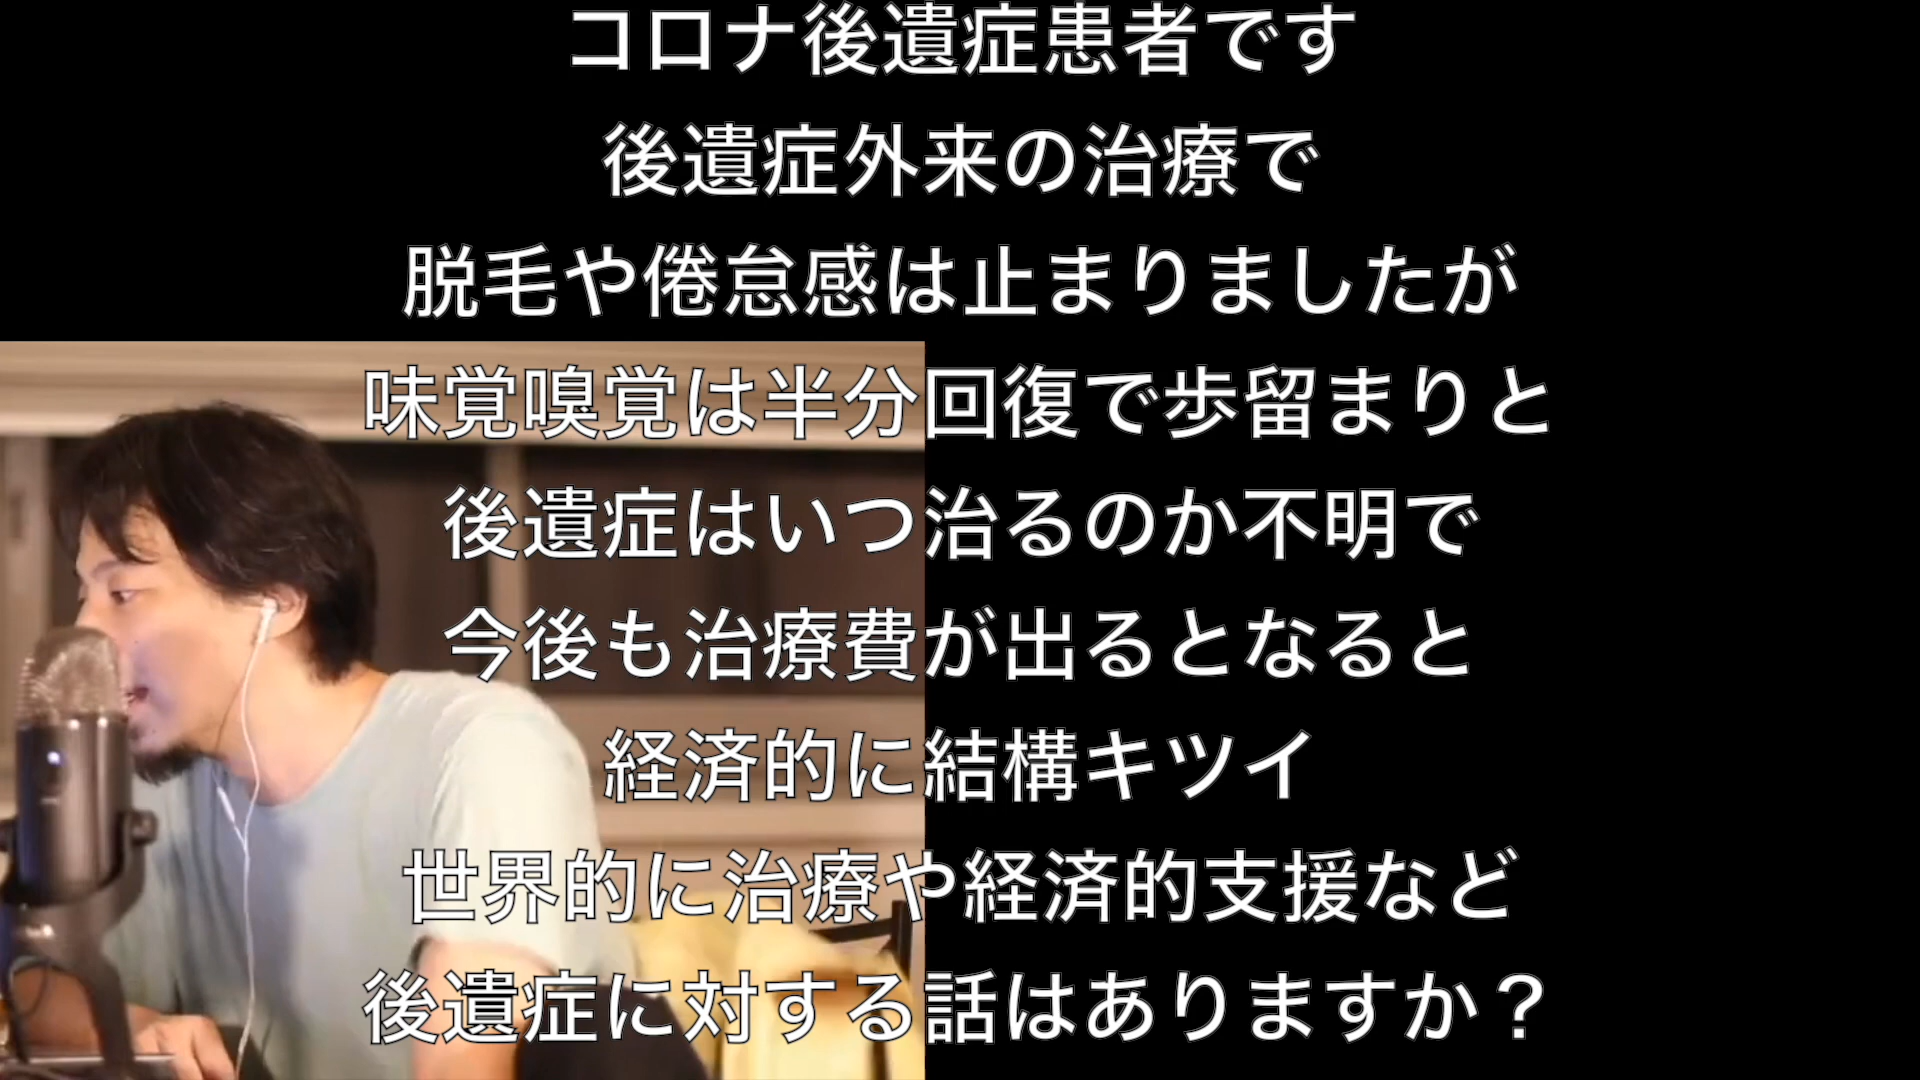 コロナ後遺症患者です
後遺症外来の治療で
脱毛や倦怠感は止まりましたが
味覚嗅覚は半分回復で歩留まりと
後遺症はいつ治るのか不明で
今後も治療費が出るとなると
経済的に結構キツイ
世界的に治療や経済的支援など
後遺症に対する話はありますか？